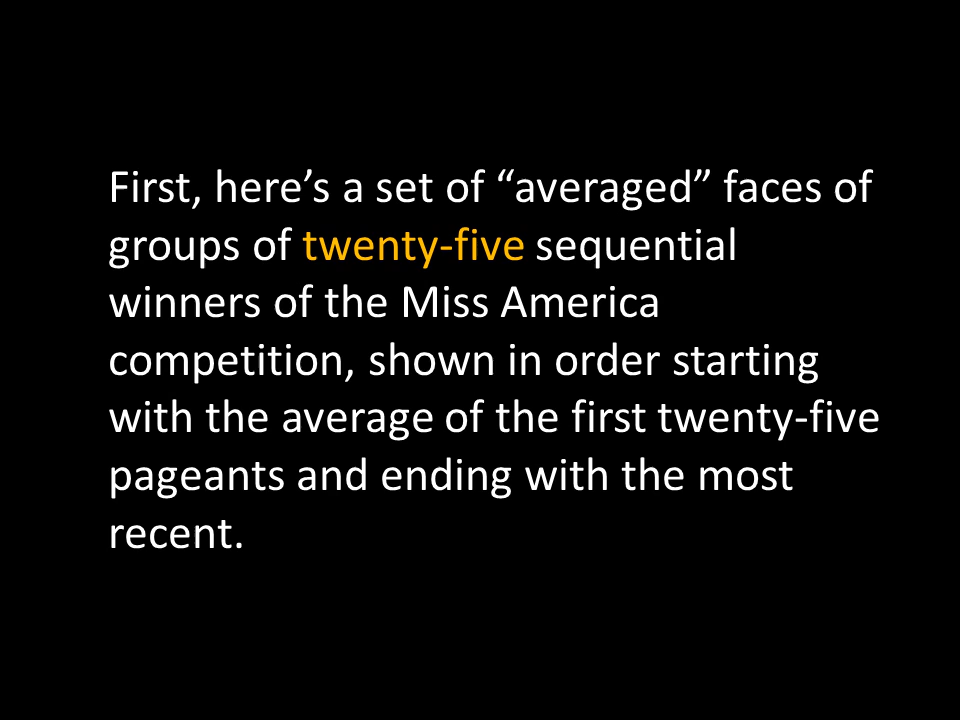 First, here’s a set of “averaged” faces of
groups of twenty-five sequential
winners of the Miss America
competition, shown in order starting
with the average of the first twenty-five
pageants and ending with the most
recent.